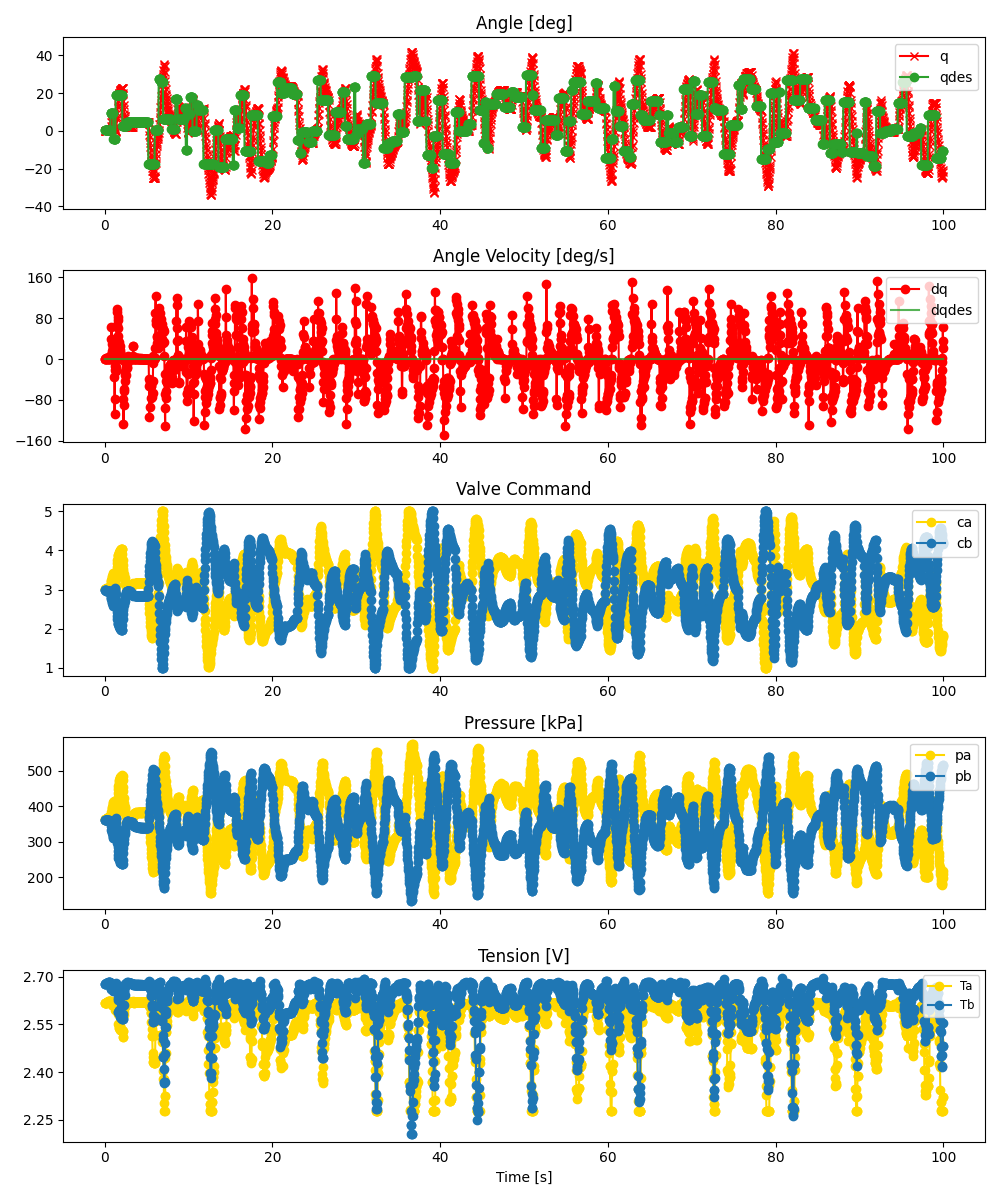 Angle [deg]
40
20
0
−20
−40
q
qdes
0 20 40 60 80 100
Angle Velocity [deg/s]
160
80
0
−80
−160
dq
dqdes
0 20 40 60 80 100
Valve Command
5
4
3
2
1
ca
cb
0 20 40 60 80 100
Pressure [kPa]
500
400
300
200
pa
pb
0 20 40 60 80 100
Tension [V]
2.70
2.55
2.40
2.25
Ta
Tb
0 20 40 60 80 100
Time [s]